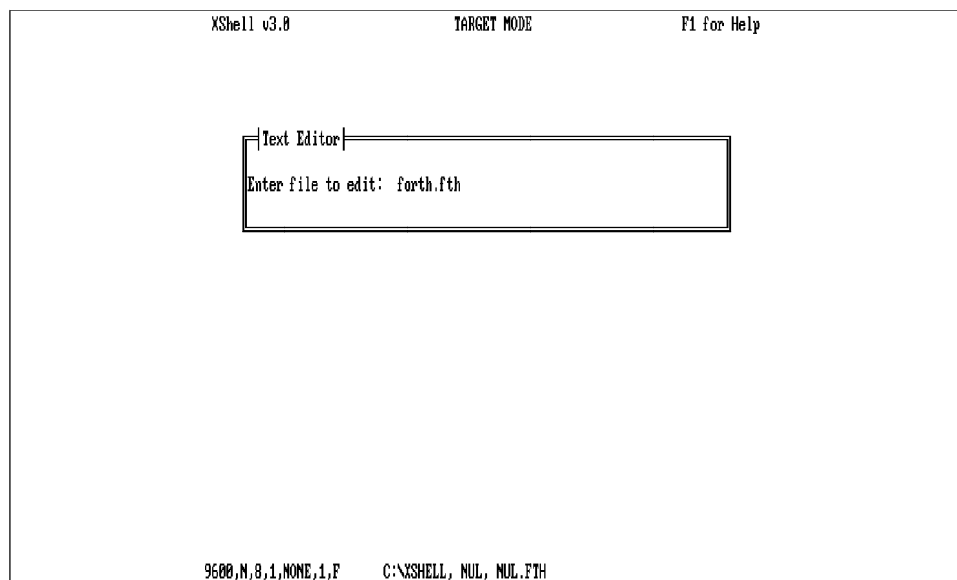 XShell v3.0 TARGET MODE F1 for Help
Text Editor
Enter file to edit: forth.fth
9600,N,8,1,NONE,1,F C:\XSHELL, NUL, NUL.FTH